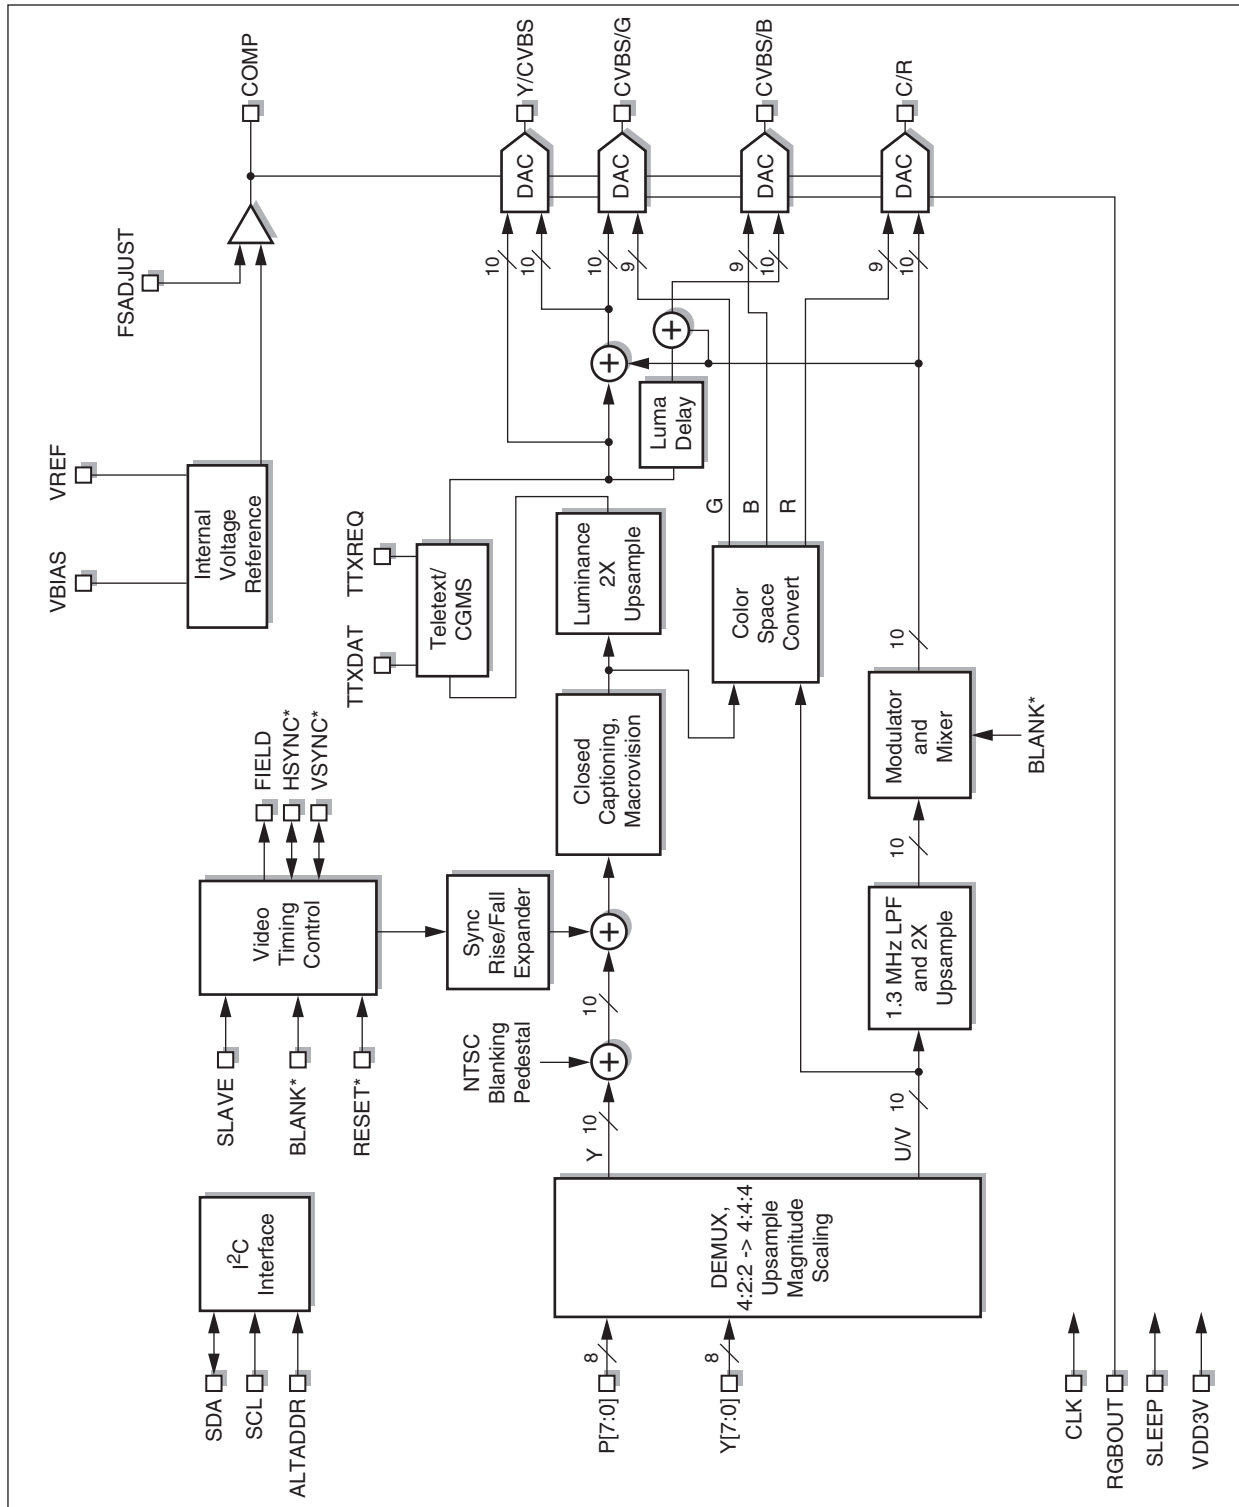 SDA
SCL
ALTADDR
I²C
Interface
SLAVE
BLANK*
RESET*
Video
Timing
Control
FIELD
HSYNC*
VSYNC*
VBIAS
VREF
Internal
Voltage
Reference
FSADJUST
COMP
P[7:0]
8
Y[7:0]
8
DEMUX,
4:2:2 -> 4:4:4
Upsample
Magnitude
Scaling
Y
10
NTSC
Blanking
Pedestal
10
Sync
Rise/Fall
Expander
Closed
Captioning,
Macrovision
TTXDAT
TTXREQ
Teletext/
CGMS
Luminance
2X
Upsample
Luma
Delay
U/V
10
1.3 MHz LPF
and 2X
Upsample
10
Modulator
and
Mixer
BLANK*
10
Color
Space
Convert
G
B
R
10
10
10
9
9
10
9
10
DAC
DAC
DAC
DAC
Y/CVBS
CVBS/G
CVBS/B
C/R
CLK
RGBOUT
SLEEP
VDD3V